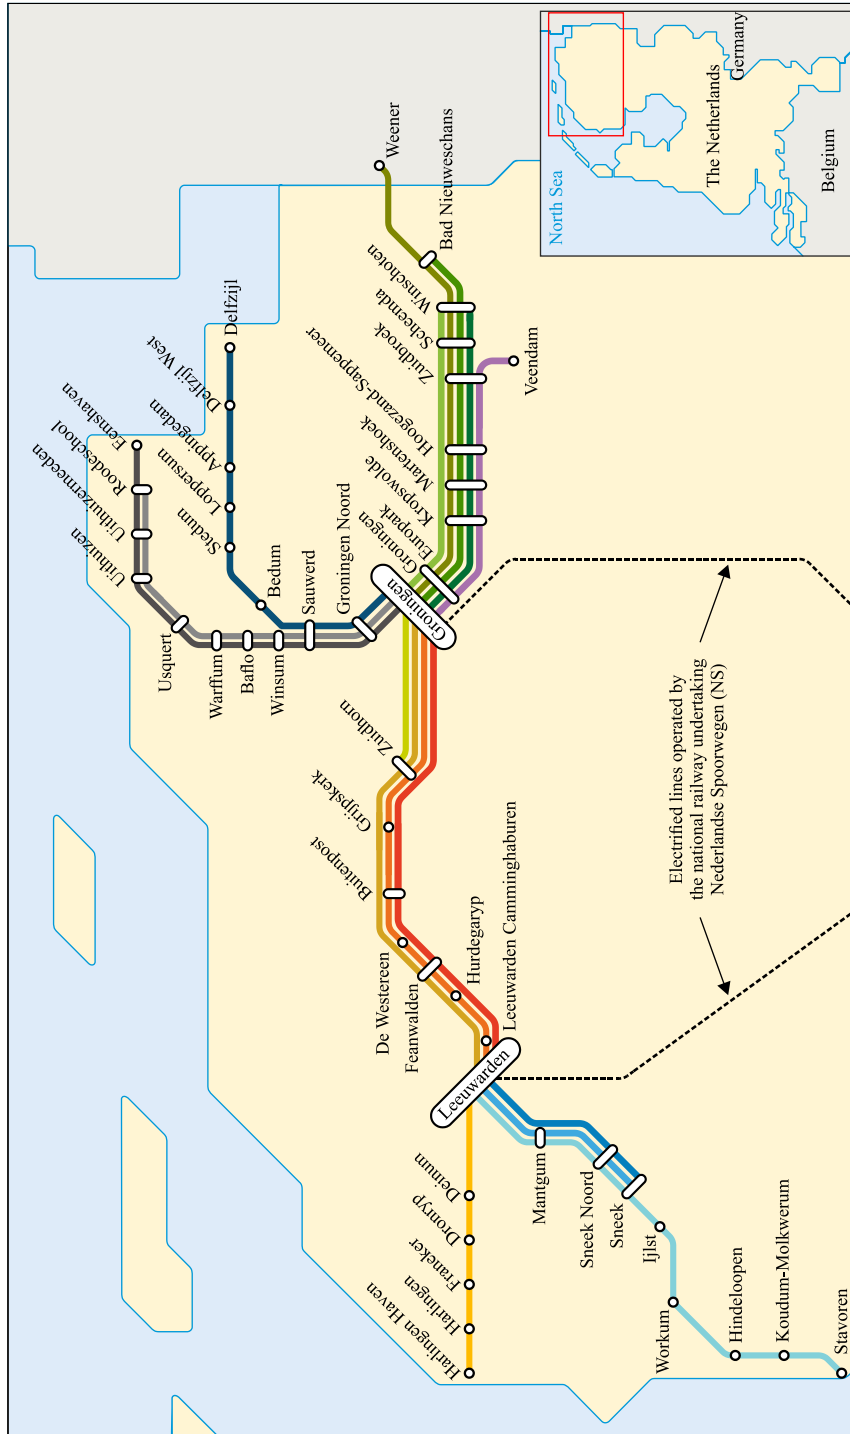 Eemshaven
Roodeschool
Uithuizermeeden
Uithuizen
Usquert
Warffum
Baflo
Winsum
Sauwerd
Groningen Noord
Delfzijl
Delfzijl West
Appingedam
Loppersum
Stedum
Bedum
Weener
Bad Nieuweschans
Winschoten
Scheemda
Zuidbroek
Hoogezand-Sappemeer
Martenshoek
Kropswolde
Groningen
Europark
Veendam
Groningen
Zuidhorn
Grijpskerk
Buitenpost
De Westereen
Feanwalden
Hurdegaryp
Leeuwarden Camminghaburen
Leeuwarden
Deinum
Dronryp
Franeker
Harlingen
Harlingen Haven
Mantgum
Sneek Noord
Sneek
Ijlst
Workum
Hindeloopen
Koudum-Molkwerum
Stavoren
Electrified lines operated by
the national railway undertaking
Nederlandse Spoorwegen (NS)
North Sea
The Netherlands
Germany
Belgium